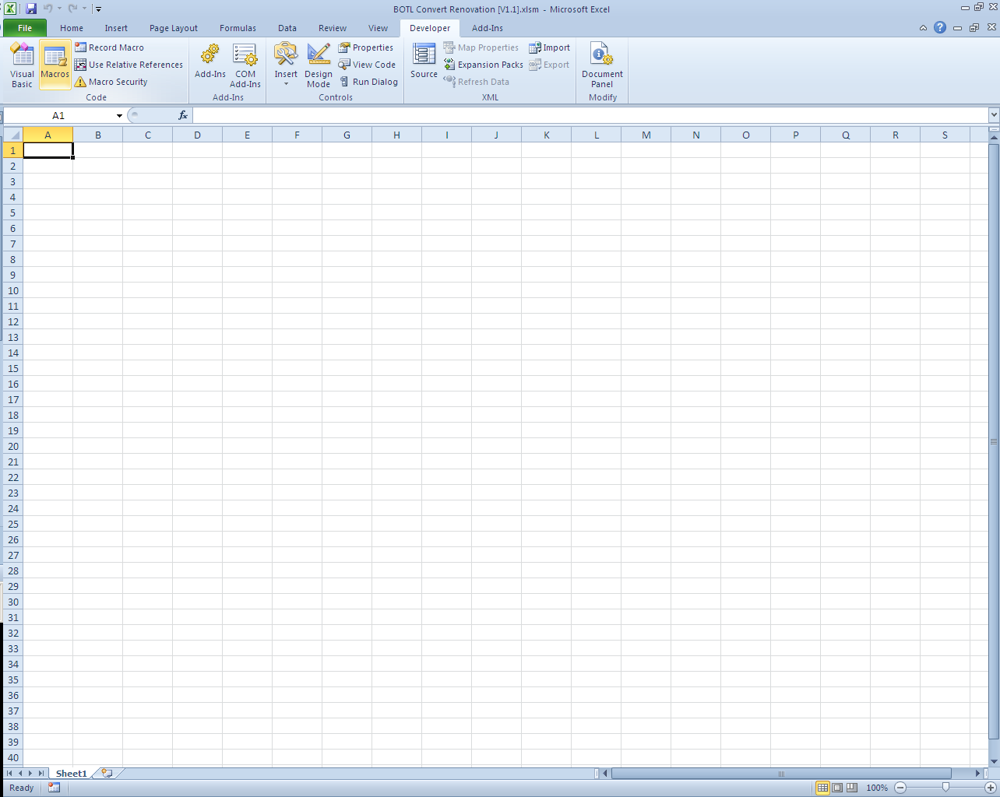 BOTL Convert Renovation [V1.1].xlsm - Microsoft Excel
File Home Insert Page Layout Formulas Data Review View Developer Add-Ins
Visual Basic
Macros
Record Macro
Use Relative References
Macro Security
Code
Add-Ins
COM Add-Ins
Add-Ins
Insert
Design Mode
Properties
View Code
Run Dialog
Controls
Source
Map Properties
Expansion Packs
Refresh Data
Import
Export
XML
Document Panel
Modify
A1 fx
A B C D E F G H I J K L M N O P Q R S
1
2
3
4
5
6
7
8
9
10
11
12
13
14
15
16
17
18
19
20
21
22
23
24
25
26
27
28
29
30
31
32
33
34
35
36
37
38
39
40
Sheet1
Ready 100%